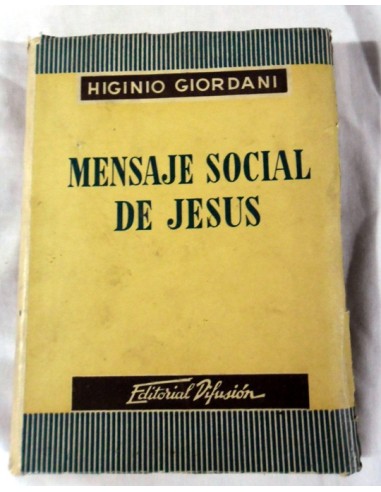 HIGINIO GIORDANI
MENSAJE SOCIAL
DE JESUS
Editorial Difusión